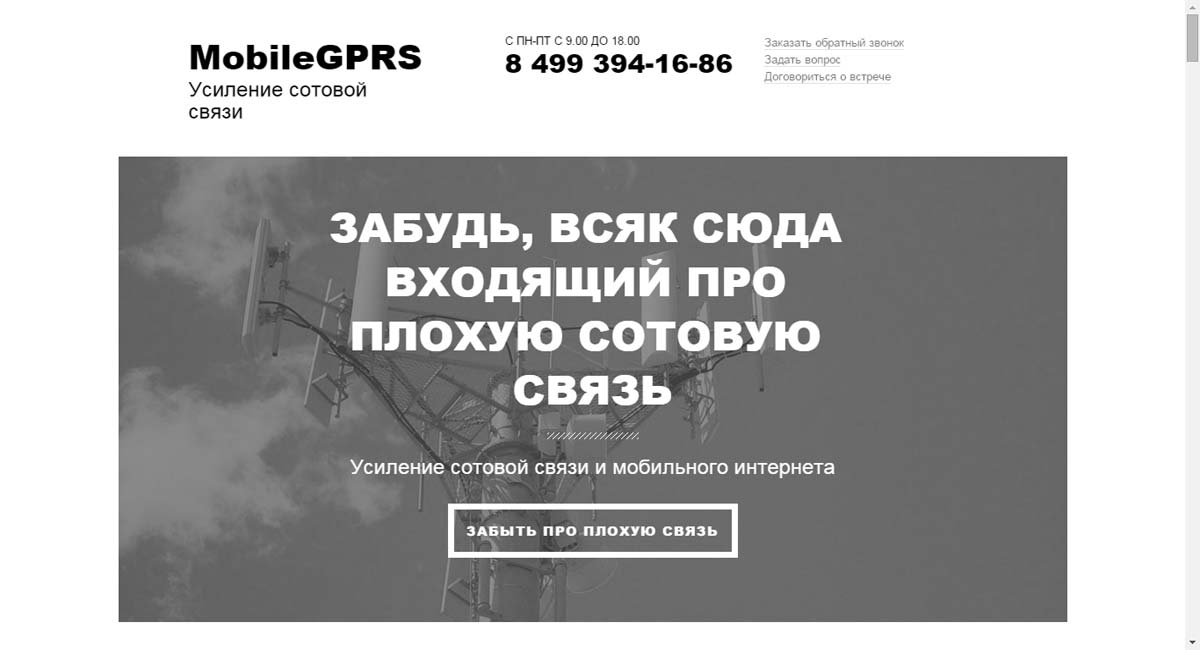 MobileGPRS
Усиление сотовой
связи
С ПН-ПТ С 9.00 ДО 18.00
8 499 394-16-86
Заказать обратный звонок
Задать вопрос
Договориться о встрече
ЗАБУДЬ, ВСЯК СЮДА
ВХОДЯЩИЙ ПРО
ПЛОХУЮ СОТОВУЮ
СВЯЗЬ
Усиление сотовой связи и мобильного интернета
ЗАБЫТЬ ПРО ПЛОХУЮ СВЯЗЬ